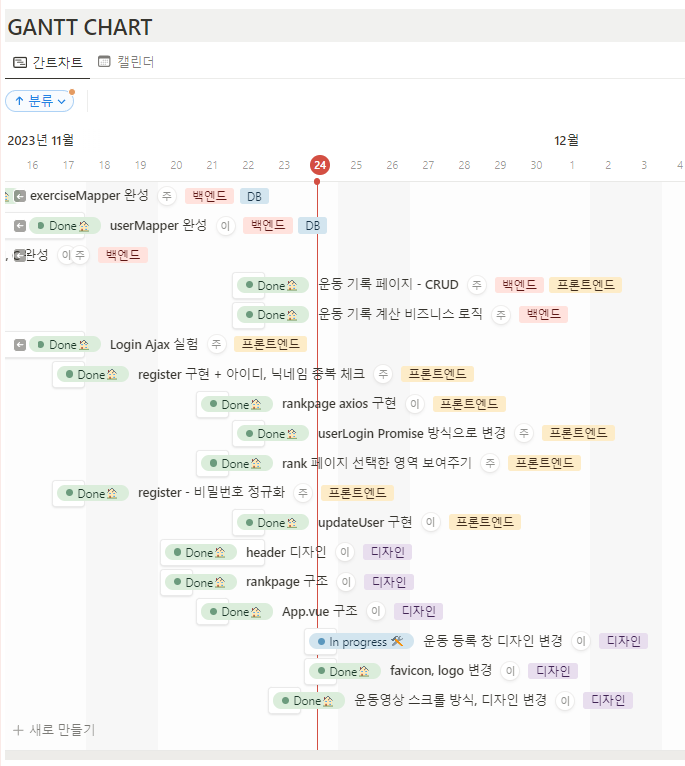 GANTT CHART
간트차트 캘린더
분류
2023년 11월 12월
16 17 18 19 20 21 22 23 24 25 26 27 28 29 30 1 2 3 4
exerciseMapper 완성 주 백엔드 DB
Done userMapper 완성 이 백엔드 DB
완성 이 주 백엔드
Done 운동 기록 페이지 - CRUD 주 백엔드 프론트엔드
Done 운동 기록 계산 비즈니스 로직 주 백엔드
Done Login Ajax 실험 주 프론트엔드
Done register 구현 + 아이디, 닉네임 중복 체크 주 프론트엔드
Done rankpage axios 구현 이 프론트엔드
Done userLogin Promise 방식으로 변경 주 프론트엔드
Done rank 페이지 선택한 영역 보여주기 주 프론트엔드
Done register - 비밀번호 정규화 주 프론트엔드
Done updateUser 구현 이 프론트엔드
Done header 디자인 이 디자인
Done rankpage 구조 이 디자인
Done App.vue 구조 이 디자인
In progress 운동 등록 창 디자인 변경 이 디자인
Done favicon, logo 변경 이 디자인
Done 운동영상 스크롤 방식, 디자인 변경 이 디자인
새로 만들기